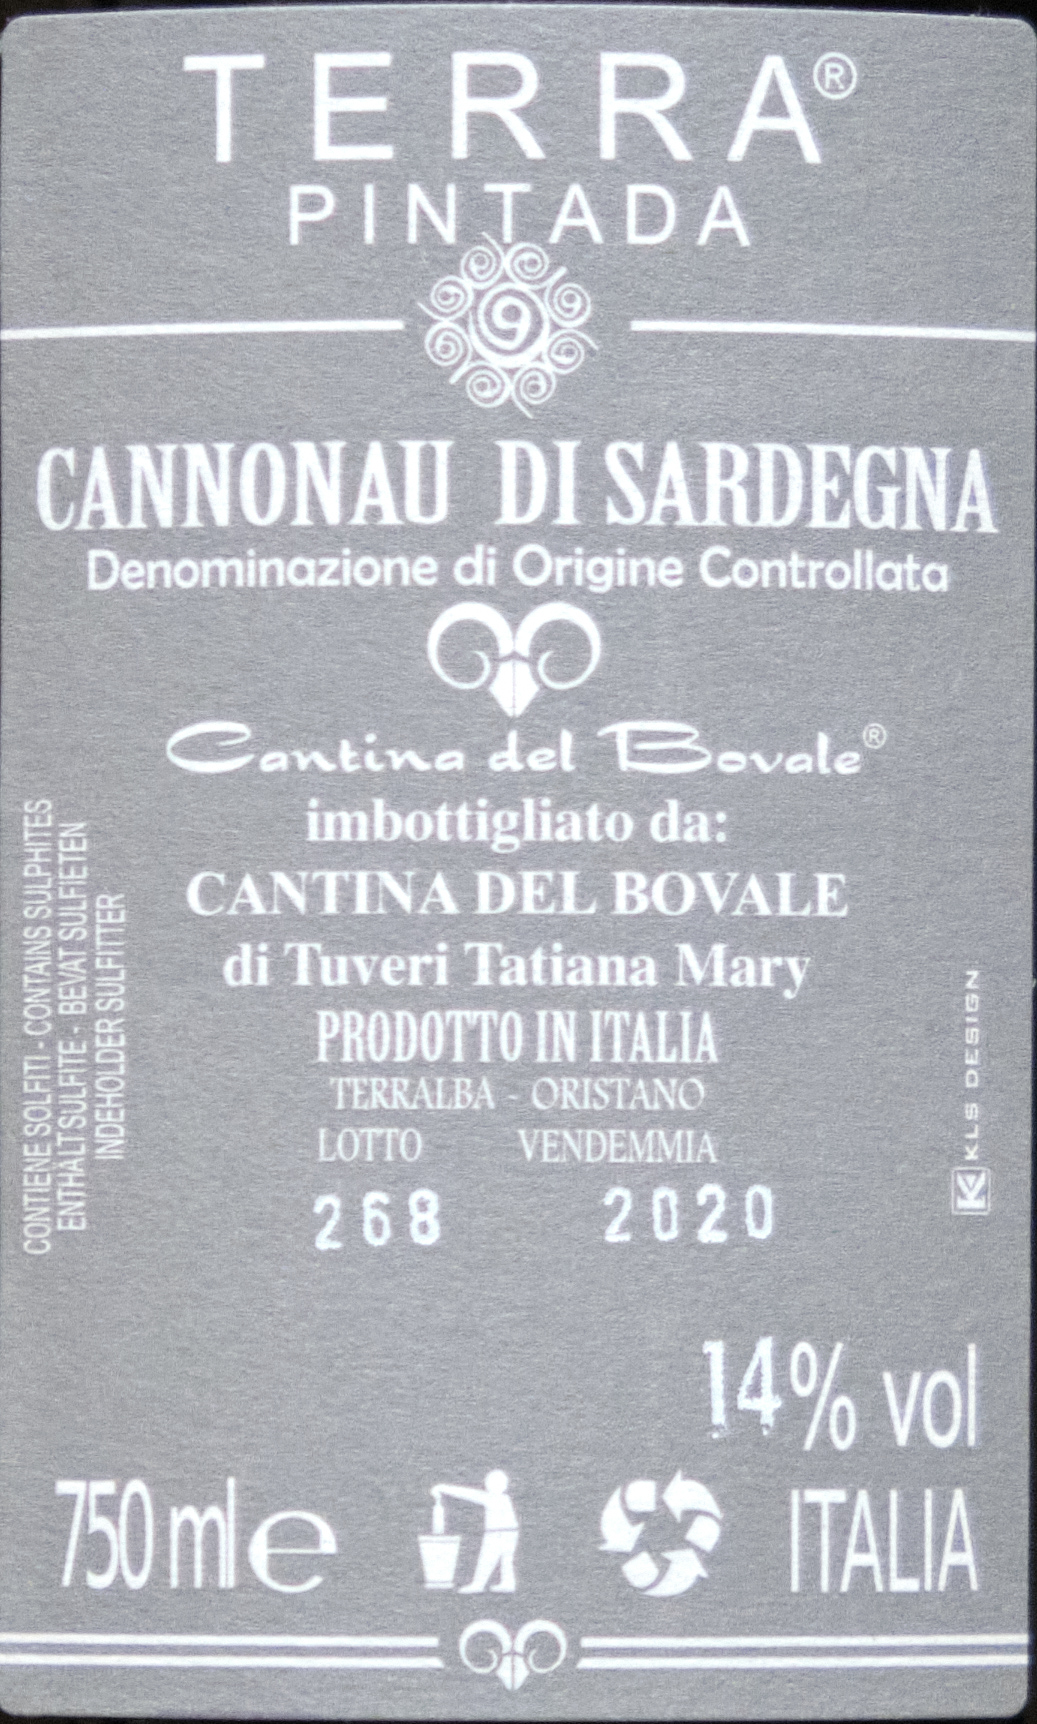 TERRA®
PINTADA
CANNONAU DI SARDEGNA
Denominazione di Origine Controllata
Cantina del Bovale®
imbottigliato da:
CANTINA DEL BOVALE
di Tuveri Tatiana Mary
PRODOTTO IN ITALIA
TERRALBA - ORISTANO
LOTTO VENDEMMIA
268 2020
CONTIENE SOLFITI - CONTAINS SULPHITES
ENTHÄLT SULFITE - BEVAT SULFIETEN
INDEHOLDER SULFITTER
KLS DESIGN
14% vol
750 ml e
ITALIA